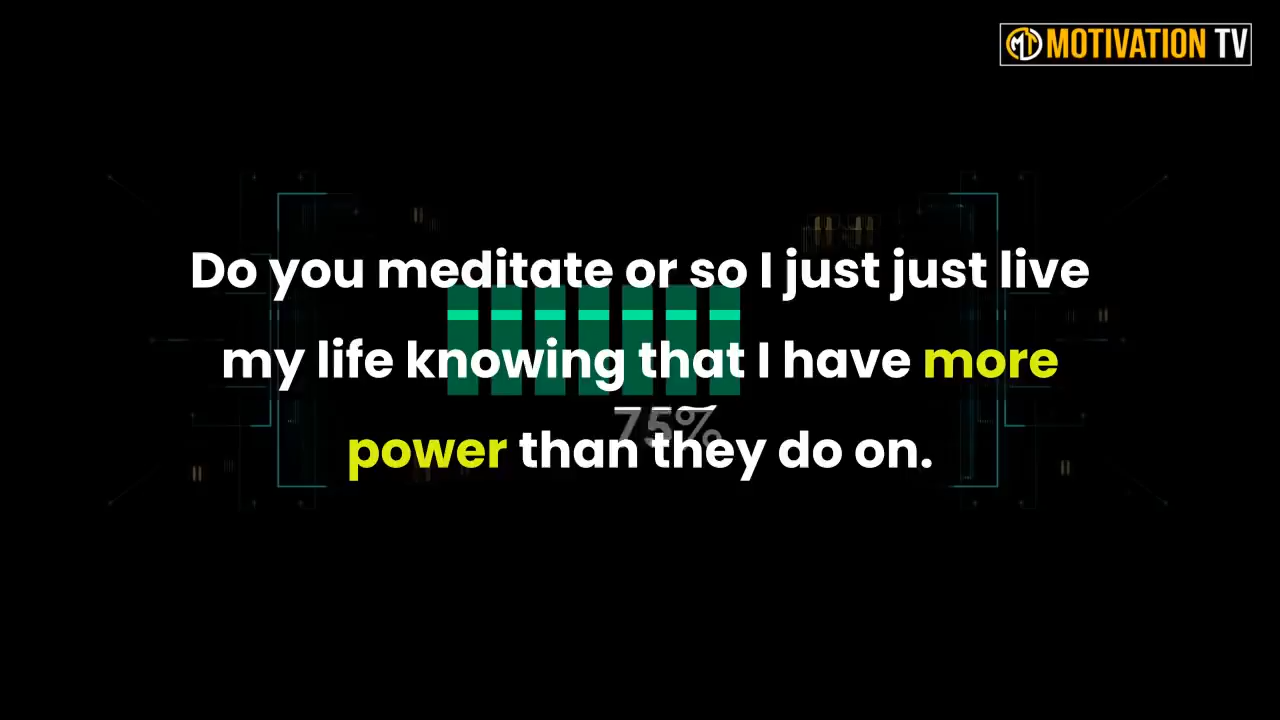 MT MOTIVATION TV
Do you meditate or so I just just live
my life knowing that I have more
75%
power than they do on.